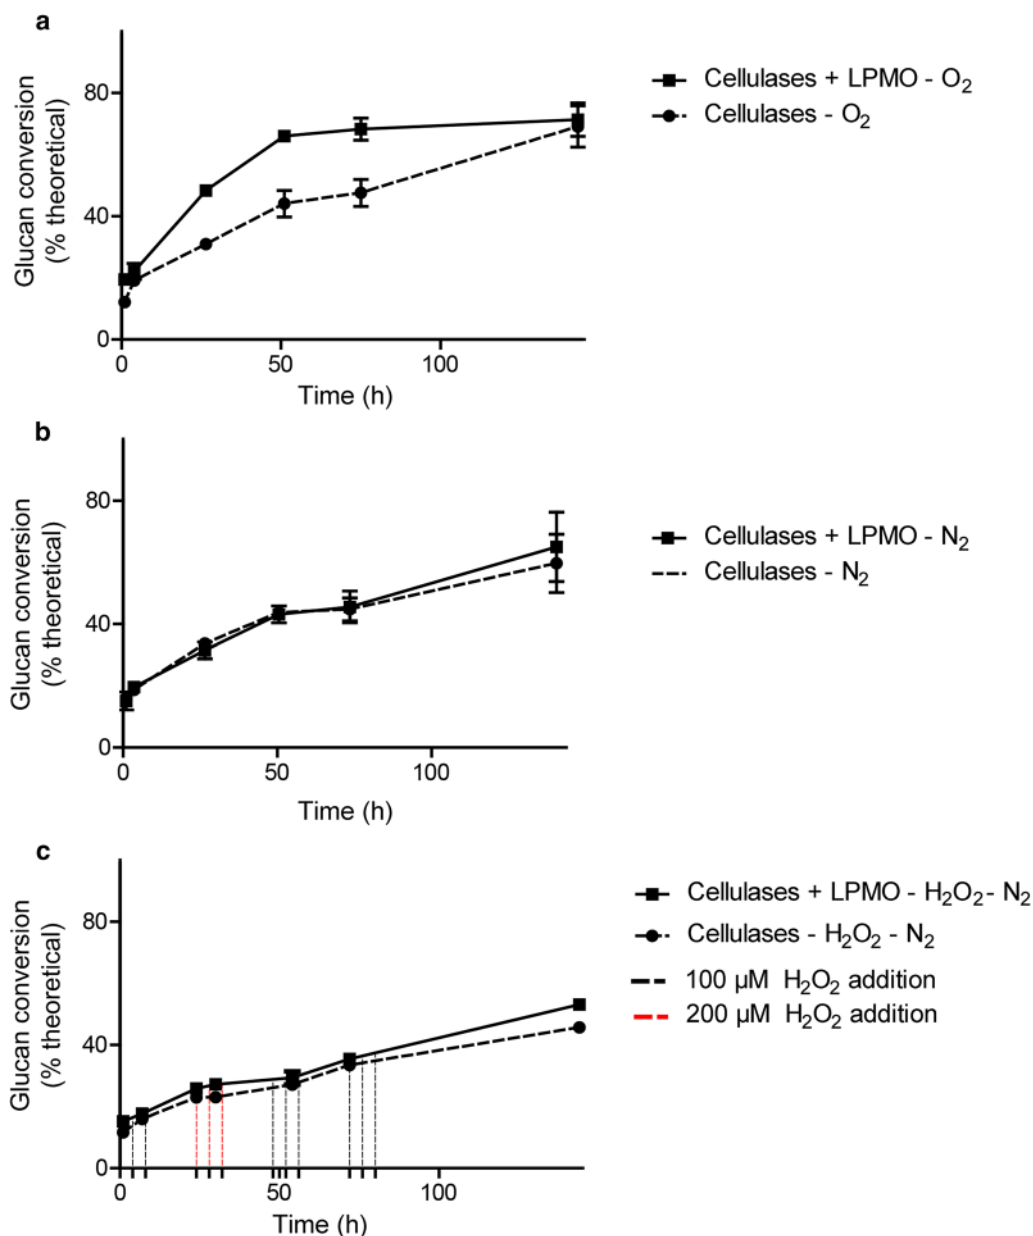 a
Glucan conversion
(% theoretical)
80
40
0
0 50 100
Time (h)
Cellulases + LPMO - O₂
Cellulases - O₂
b
Glucan conversion
(% theoretical)
80
40
0
0 50 100
Time (h)
Cellulases + LPMO - N₂
Cellulases - N₂
c
Glucan conversion
(% theoretical)
80
40
0
0 50 100
Time (h)
Cellulases + LPMO - H₂O₂- N₂
Cellulases - H₂O₂ - N₂
100 µM H₂O₂ addition
200 µM H₂O₂ addition